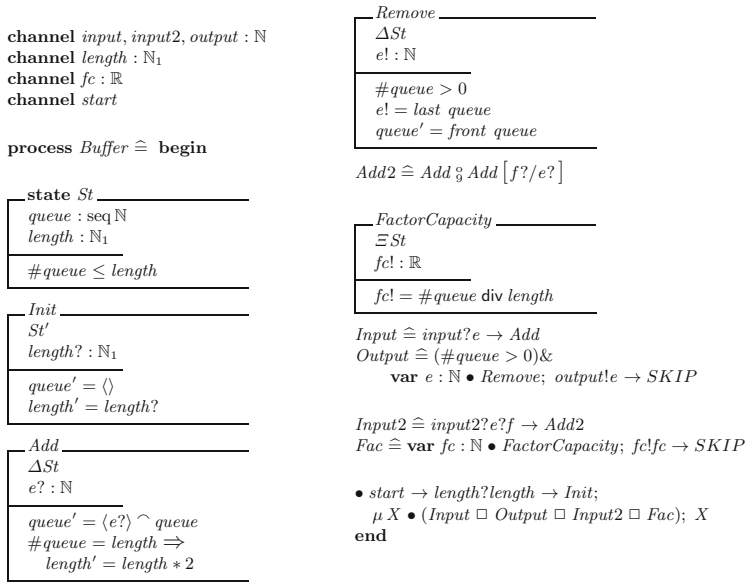 channel input, input2, output : ℕ
channel length : ℕ₁
channel fc : ℝ
channel start
process Buffer ≙ begin
state St
queue : seq ℕ
length : ℕ₁
#queue ≤ length
Init
St′
length? : ℕ₁
queue′ = ⟨⟩
length′ = length?
Add
ΔSt
e? : ℕ
queue′ = ⟨e?⟩ ⌢ queue
#queue = length ⇒
length′ = length ∗ 2
Remove
ΔSt
e! : ℕ
#queue > 0
e! = last queue
queue′ = front queue
Add2 ≙ Add ⨟ Add [f?/e?]
FactorCapacity
ΞSt
fc! : ℝ
fc! = #queue div length
Input ≙ input?e → Add
Output ≙ (#queue > 0)&
var e : ℕ • Remove; output!e → SKIP
Input2 ≙ input2?e?f → Add2
Fac ≙ var fc : ℕ • FactorCapacity; fc!fc → SKIP
• start → length?length → Init;
μ X • (Input □ Output □ Input2 □ Fac); X
end